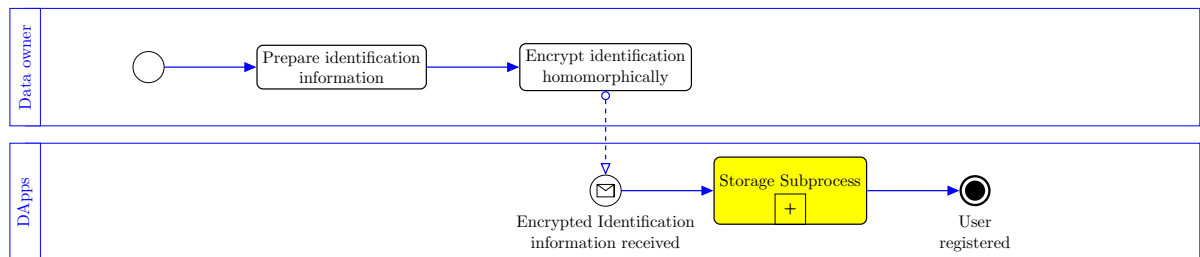 Data owner
Prepare identification
information
Encrypt identification
homomorphically
DApps
Storage Subprocess
+
Encrypted Identification
information received
User
registered